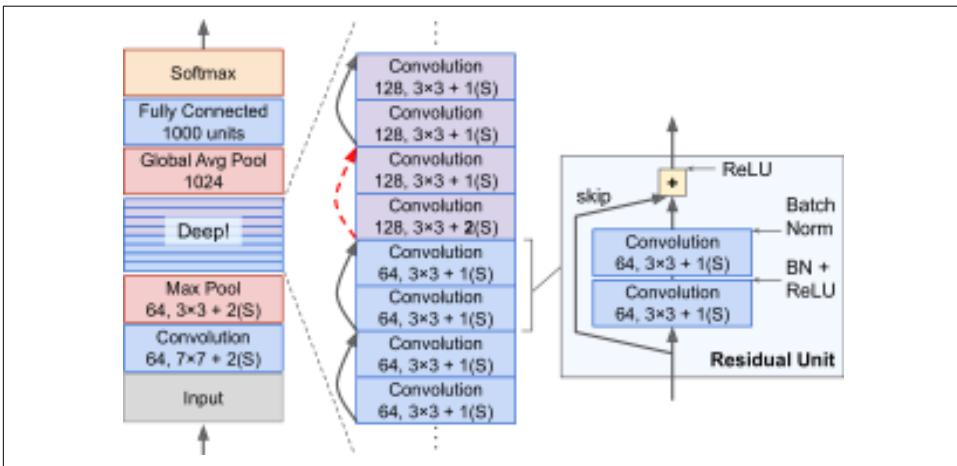 Softmax
Fully Connected
1000 units
Global Avg Pool
1024
Deep!
Max Pool
64, 3×3 + 2(S)
Convolution
64, 7×7 + 2(S)
Input
Convolution
128, 3×3 + 1(S)
Convolution
128, 3×3 + 1(S)
Convolution
128, 3×3 + 1(S)
Convolution
128, 3×3 + 2(S)
Convolution
64, 3×3 + 1(S)
Convolution
64, 3×3 + 1(S)
Convolution
64, 3×3 + 1(S)
Convolution
64, 3×3 + 1(S)
ReLU
+
skip
Batch
Norm
Convolution
64, 3×3 + 1(S)
BN +
ReLU
Convolution
64, 3×3 + 1(S)
Residual Unit